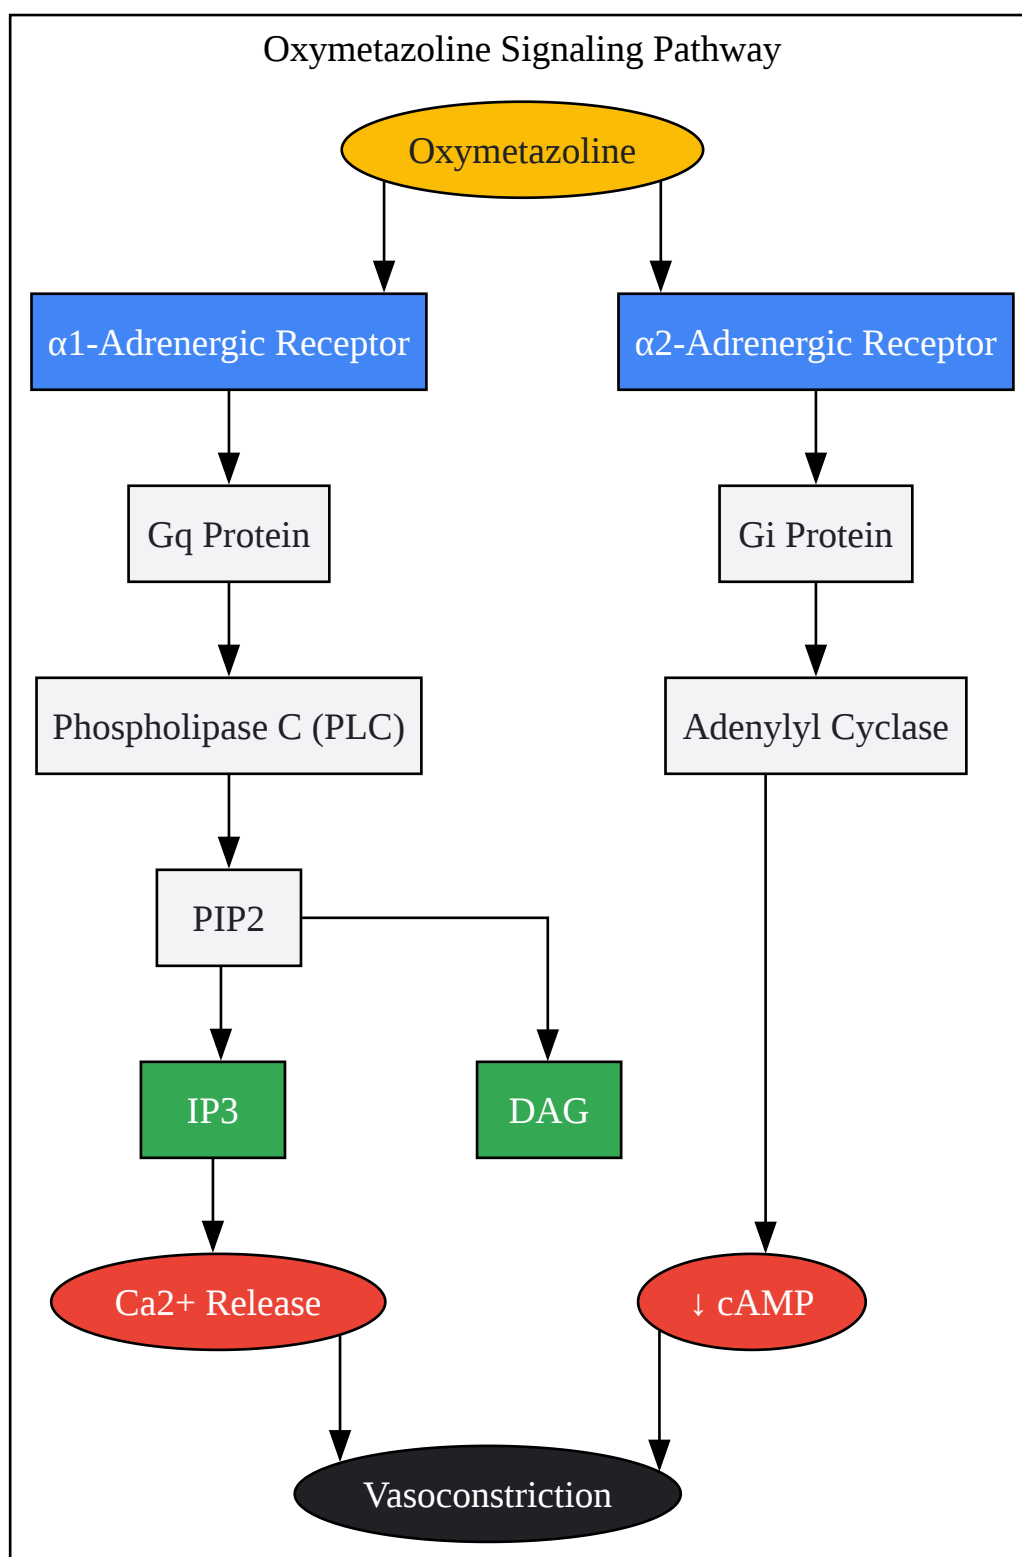 Oxymetazoline Signaling Pathway
Oxymetazoline
α1-Adrenergic Receptor
α2-Adrenergic Receptor
Gq Protein
Gi Protein
Phospholipase C (PLC)
Adenylyl Cyclase
PIP2
IP3
DAG
Ca2+ Release
↓ cAMP
Vasoconstriction